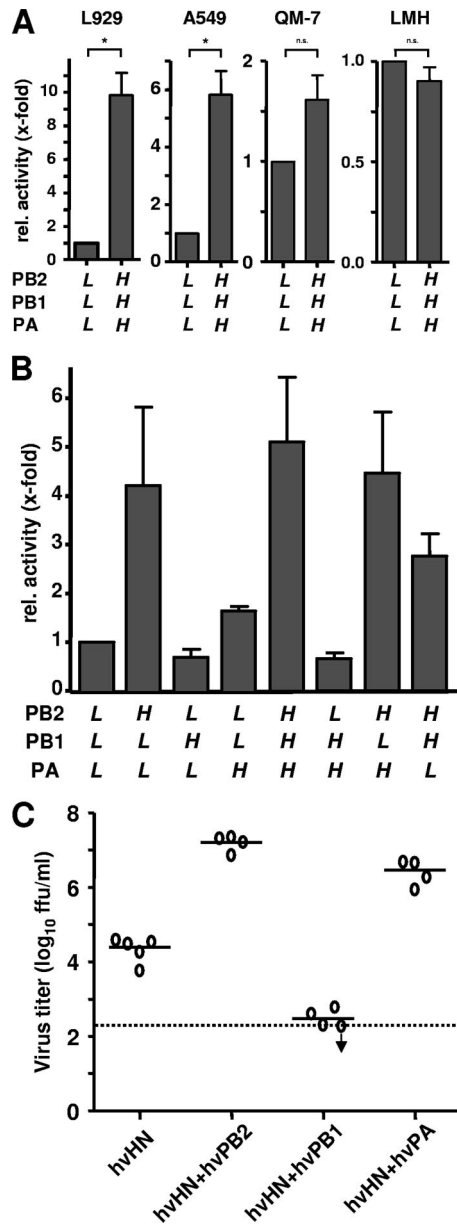 A
L929 A549 QM-7 LMH
* * n.s. n.s.
rel. activity (x-fold)
10
8
6
4
2
1
0
6
4
2
1
0
2
1
0
1.0
0.5
0.0
PB2 L H L H L H L H
PB1 L H L H L H L H
PA L H L H L H L H
B
rel. activity (x-fold)
6
5
4
3
2
1
0
PB2 L H L L H L H H
PB1 L L H L H H L H
PA L L L H H H H L
C
Virus titer (log10 ffu/ml)
8
6
4
2
0
hvHN hvHN+hvPB2 hvHN+hvPB1 hvHN+hvPA